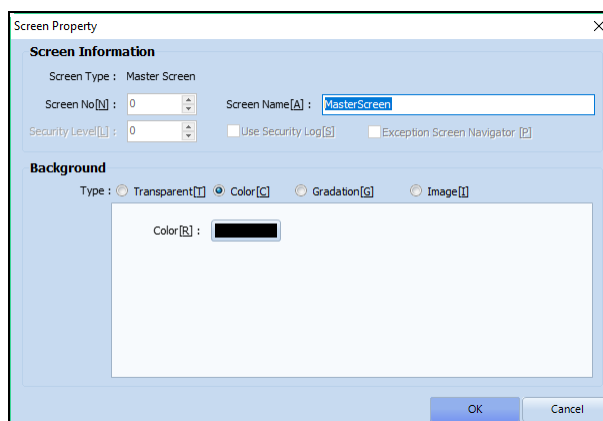 Screen Property
Screen Information
Screen Type : Master Screen
Screen No[N] : 0 Screen Name[A] : MasterScreen
Security Level[L] : 0 Use Security Log[S] Exception Screen Navigator [P]
Background
Type : Transparent[T] Color[C] Gradation[G] Image[I]
Color[R] :
OK Cancel